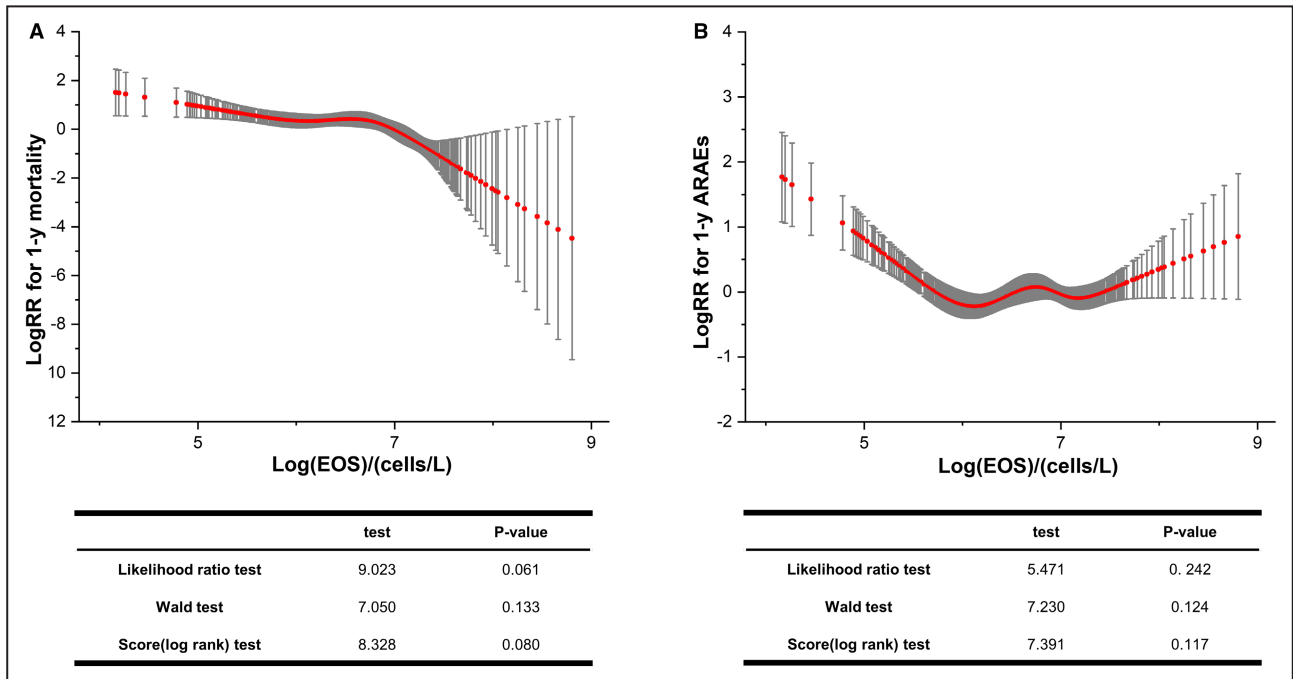 A
4
2
0
-2
-4
-6
-8
10
12
LogRR for 1-y mortality
5 7 9
Log(EOS)/(cells/L)
B
4
3
2
1
0
-1
-2
LogRR for 1-y ARAEs
5 7 9
Log(EOS)/(cells/L)
test P-value
Likelihood ratio test 9.023 0.061
Wald test 7.050 0.133
Score(log rank) test 8.328 0.080
test P-value
Likelihood ratio test 5.471 0. 242
Wald test 7.230 0.124
Score(log rank) test 7.391 0.117